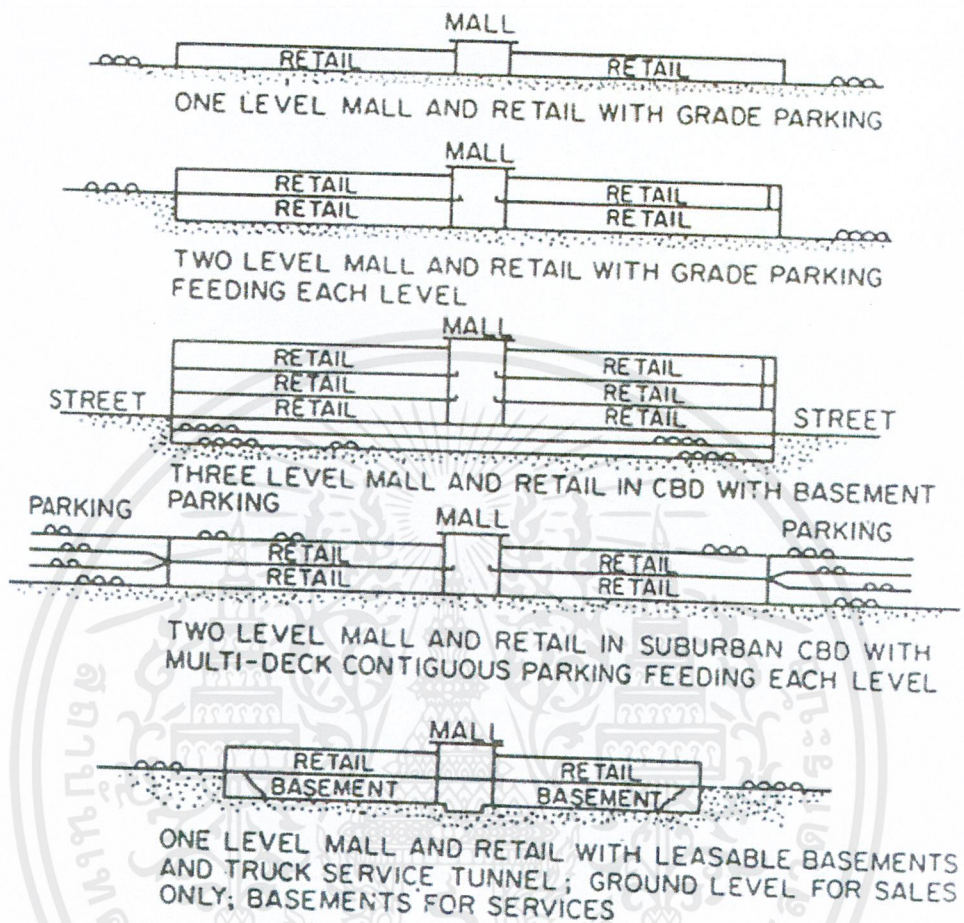 MALL
RETAIL RETAIL
ONE LEVEL MALL AND RETAIL WITH GRADE PARKING
MALL
RETAIL RETAIL
RETAIL RETAIL
TWO LEVEL MALL AND RETAIL WITH GRADE PARKING
FEEDING EACH LEVEL
MALL
RETAIL RETAIL
RETAIL RETAIL
STREET RETAIL RETAIL STREET
THREE LEVEL MALL AND RETAIL IN CBD WITH BASEMENT
PARKING
PARKING MALL PARKING
RETAIL RETAIL
RETAIL RETAIL
TWO LEVEL MALL AND RETAIL IN SUBURBAN CBD WITH
MULTI-DECK CONTIGUOUS PARKING FEEDING EACH LEVEL
MALL
RETAIL RETAIL
BASEMENT BASEMENT
ONE LEVEL MALL AND RETAIL WITH LEASABLE BASEMENTS
AND TRUCK SERVICE TUNNEL; GROUND LEVEL FOR SALES
ONLY; BASEMENTS FOR SERVICES